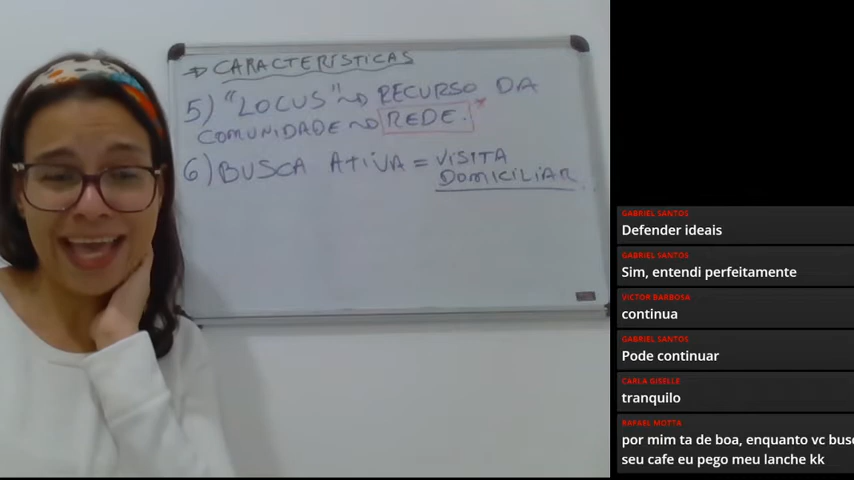 → CARACTERÍSTICAS
5) "LOCUS" → RECURSO DA
COMUNIDADE → REDE. *
6) BUSCA ATIVA = VISITA
DOMICILIAR
GABRIEL SANTOS
Defender ideais
GABRIEL SANTOS
Sim, entendi perfeitamente
VICTOR BARBOSA
continua
GABRIEL SANTOS
Pode continuar
CARLA GISELLE
tranquilo
RAFAEL MOTTA
por mim ta de boa, enquanto vc busc
seu cafe eu pego meu lanche kk